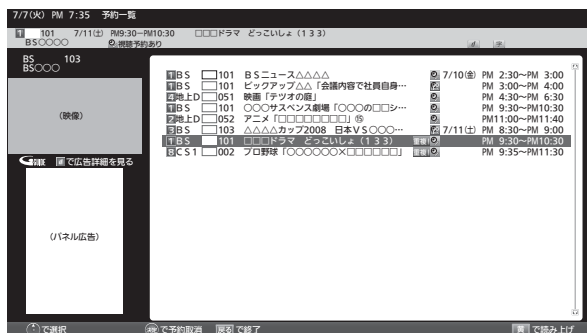 7/7(火) PM 7:35 予約一覧
1 101 7/11(土) PM9:30~PM10:30 □□□ドラマ どっこいしょ(133)
BS○○○○ 視聴予約あり
BS 103
BS○○○
(映像)
Gガイド で広告詳細を見る
(パネル広告)
1BS 101 BSニュース△△△△ 7/10(金) PM 2:30~PM 3:00
1BS 101 ビックアップ△△「会議内容で社員自身… PM 3:00~PM 4:00
4地上D 051 映画「テツオの庭」 PM 4:30~PM 6:30
1BS 101 ○○○サスペンス劇場「○○○の□□シ… PM 9:30~PM10:30
2地上D 052 アニメ「□□□□□□□□」⑮ PM11:00~PM11:40
3BS 103 △△△△カップ2008 日本VS○○○… 7/11(土) PM 8:30~PM 9:00
1BS 101 □□□ドラマ どっこいしょ(133) 重複 PM 9:30~PM10:30
8CS1 002 プロ野球「○○○○○○×□□□□□□」 PM 9:35~PM11:30
で選択 決定で予約取消 戻るで終了 黄で読み上げ